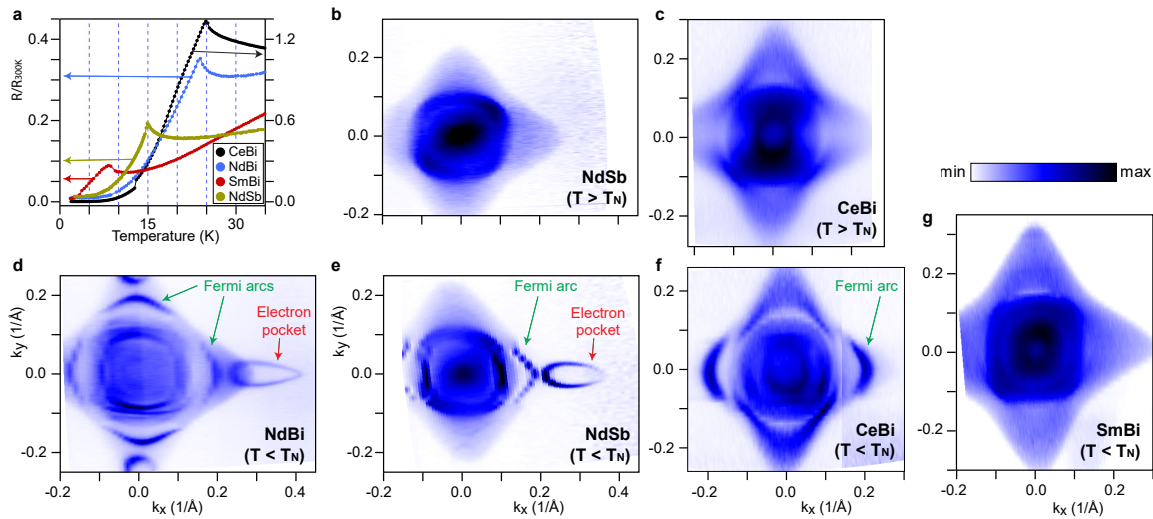 a
0.4
0.2
0.0
R/R300K
1.2
0.6
0.0
CeBi
NdBi
SmBi
NdSb
5
15
30
Temperature (K)
b
0.2
0.0
-0.2
NdSb
(T > TN)
c
0.2
0.0
-0.2
CeBi
(T > TN)
min
max
d
Fermi arcs
Electron
pocket
0.2
0.0
-0.2
ky (1/Å)
NdBi
(T < TN)
-0.2
0.0
0.2
0.4
kx (1/Å)
e
Fermi arc
Electron
pocket
0.2
0.0
-0.2
ky (1/Å)
NdSb
(T < TN)
-0.2
0.0
0.2
0.4
kx (1/Å)
f
Fermi arc
0.2
0.0
-0.2
CeBi
(T < TN)
-0.2
0.0
0.2
kx (1/Å)
g
0.2
0.0
-0.2
SmBi
(T < TN)
-0.2
0.0
0.2
kx (1/Å)